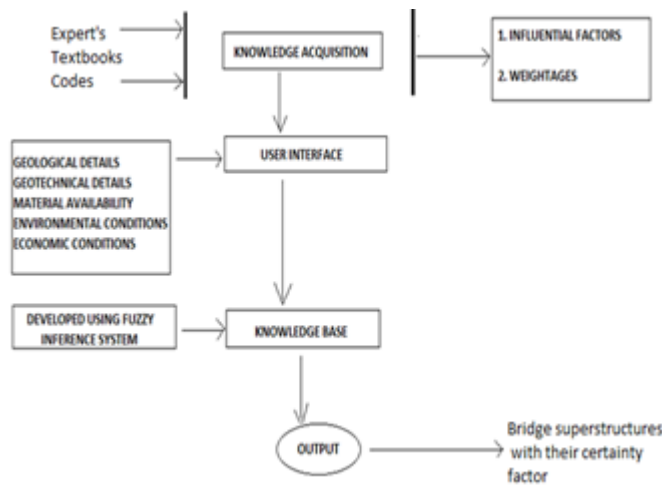 Expert's
Textbooks
Codes
KNOWLEDGE ACQUISITION
1. INFLUENTIAL FACTORS
2. WEIGHTAGES
GEOLOGICAL DETAILS
GEOTECHNICAL DETAILS
MATERIAL AVAILABILITY
ENVIRONMENTAL CONDITIONS
ECONOMIC CONDITIONS
USER INTERFACE
DEVELOPED USING FUZZY
INFERENCE SYSTEM
KNOWLEDGE BASE
OUTPUT
Bridge superstructures
with their certainty
factor